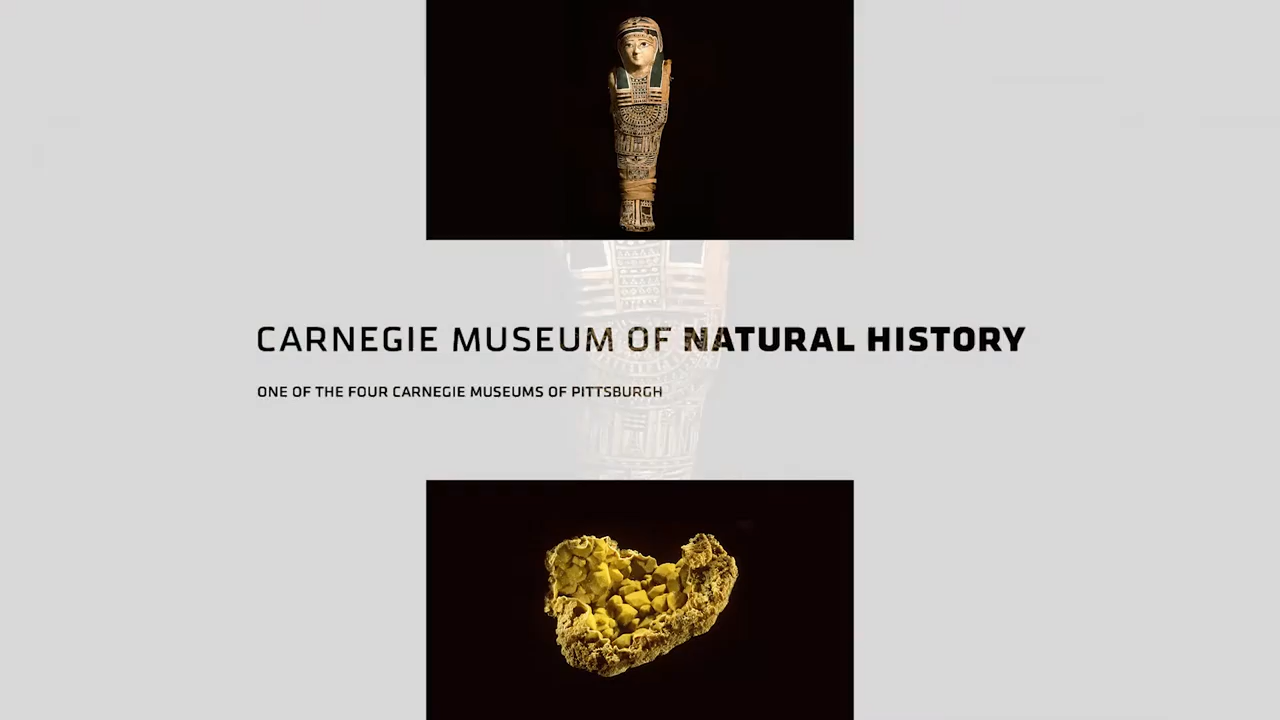 CARNEGIE MUSEUM OF NATURAL HISTORY
ONE OF THE FOUR CARNEGIE MUSEUMS OF PITTSBURGH